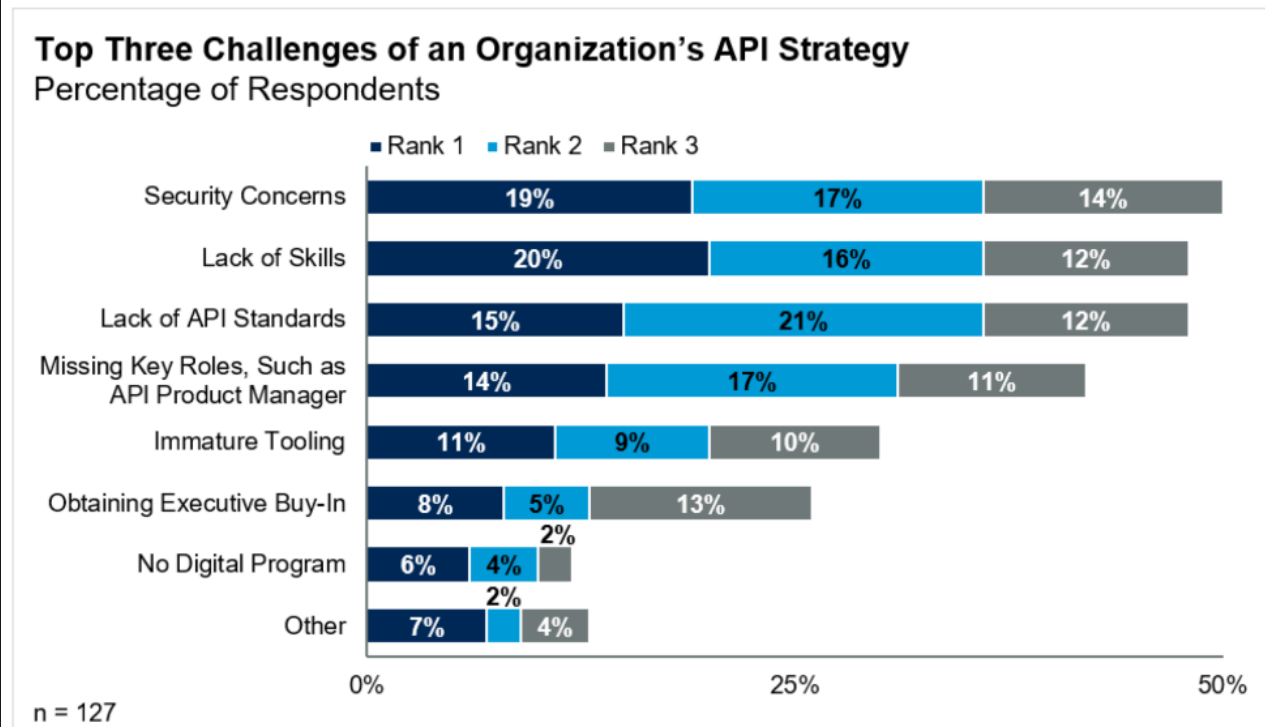 Top Three Challenges of an Organization's API Strategy
Percentage of Respondents
Rank 1 Rank 2 Rank 3
Security Concerns 19% 17% 14%
Lack of Skills 20% 16% 12%
Lack of API Standards 15% 21% 12%
Missing Key Roles, Such as
API Product Manager 14% 17% 11%
Immature Tooling 11% 9% 10%
Obtaining Executive Buy-In 8% 5% 13%
2%
No Digital Program 6% 4%
2%
Other 7% 4%
0% 25% 50%
n = 127